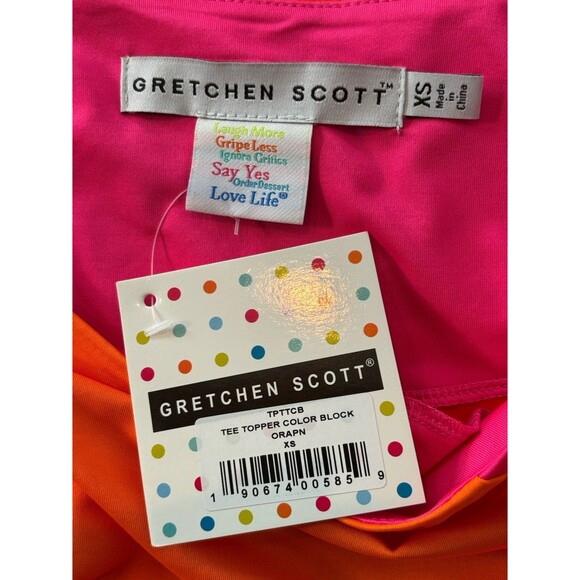 GRETCHEN SCOTT™
XS
Made
in
China
Laugh More
Gripe Less
Ignore Critics
Say Yes
Order Dessert
Love Life®
GRETCHEN SCOTT®
TPTTCB
TEE TOPPER COLOR BLOCK
ORAPN
XS
1 90674 00585 9